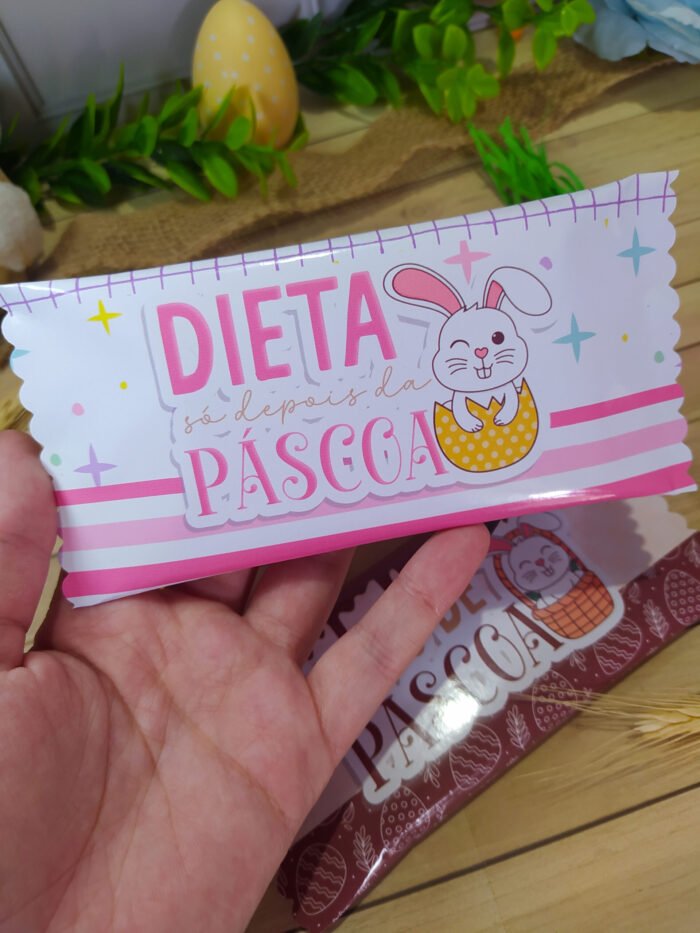 DIETA
só depois da
PÁSCOA
PÁSCOA